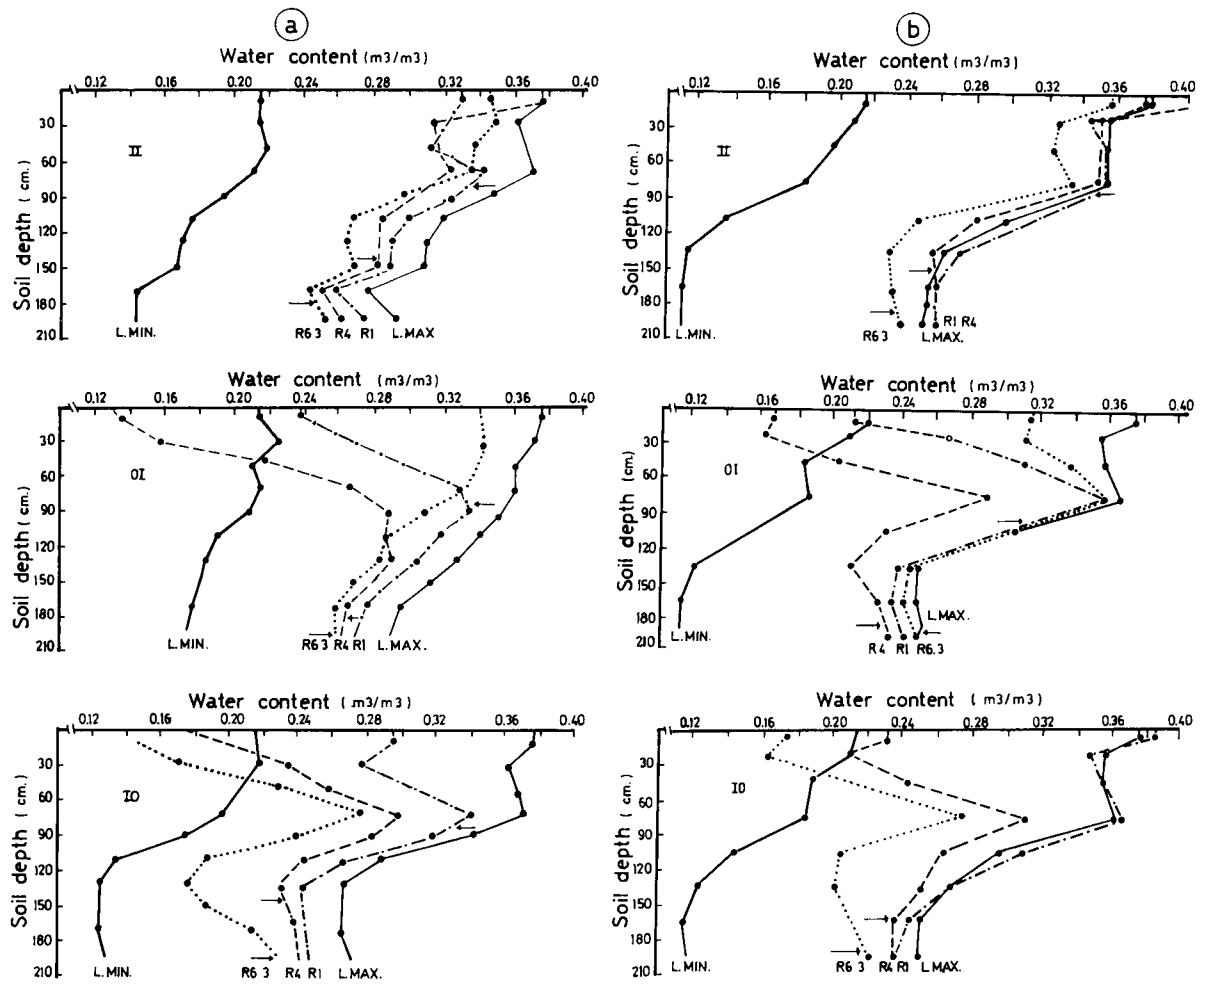 a
Water content (m3/m3)
0.12 0.16 0.20 0.24 0.28 0.32 0.36 0.40
Soil depth (cm.)
30
60
90
120
150
180
210
II
L.MIN. R63 R4 R1 L.MAX
b
Water content (m3/m3)
0.12 0.16 0.20 0.24 0.28 0.32 0.36 0.40
Soil depth (cm.)
30
60
90
120
150
180
210
II
L.MIN. R63 L.MAX. R1 R4
Water content (m3/m3)
0.12 0.16 0.20 0.24 0.28 0.32 0.36 0.40
Soil depth (cm.)
30
60
90
120
150
180
210
OI
L.MIN. R63 R4 R1 L.MAX.
Water content (m3/m3)
0.12 0.16 0.20 0.24 0.28 0.32 0.36 0.40
Soil depth (cm.)
30
60
90
120
150
180
210
OI
L.MAX.
L.MIN. R4 R1 R6.3
Water content (.m3/m3)
0.12 0.16 0.20 0.24 0.28 0.32 0.36 0.40
Soil depth (cm.)
30
60
90
120
150
180
210
IO
L.MIN. R63 R4 R1 L.MAX.
Water content (m3/m3)
0.12 0.16 0.20 0.24 0.28 0.32 0.36 0.40
Soil depth (cm.)
30
60
90
120
150
180
210
IO
L.MIN. R63 R4 R1 L.MAX.